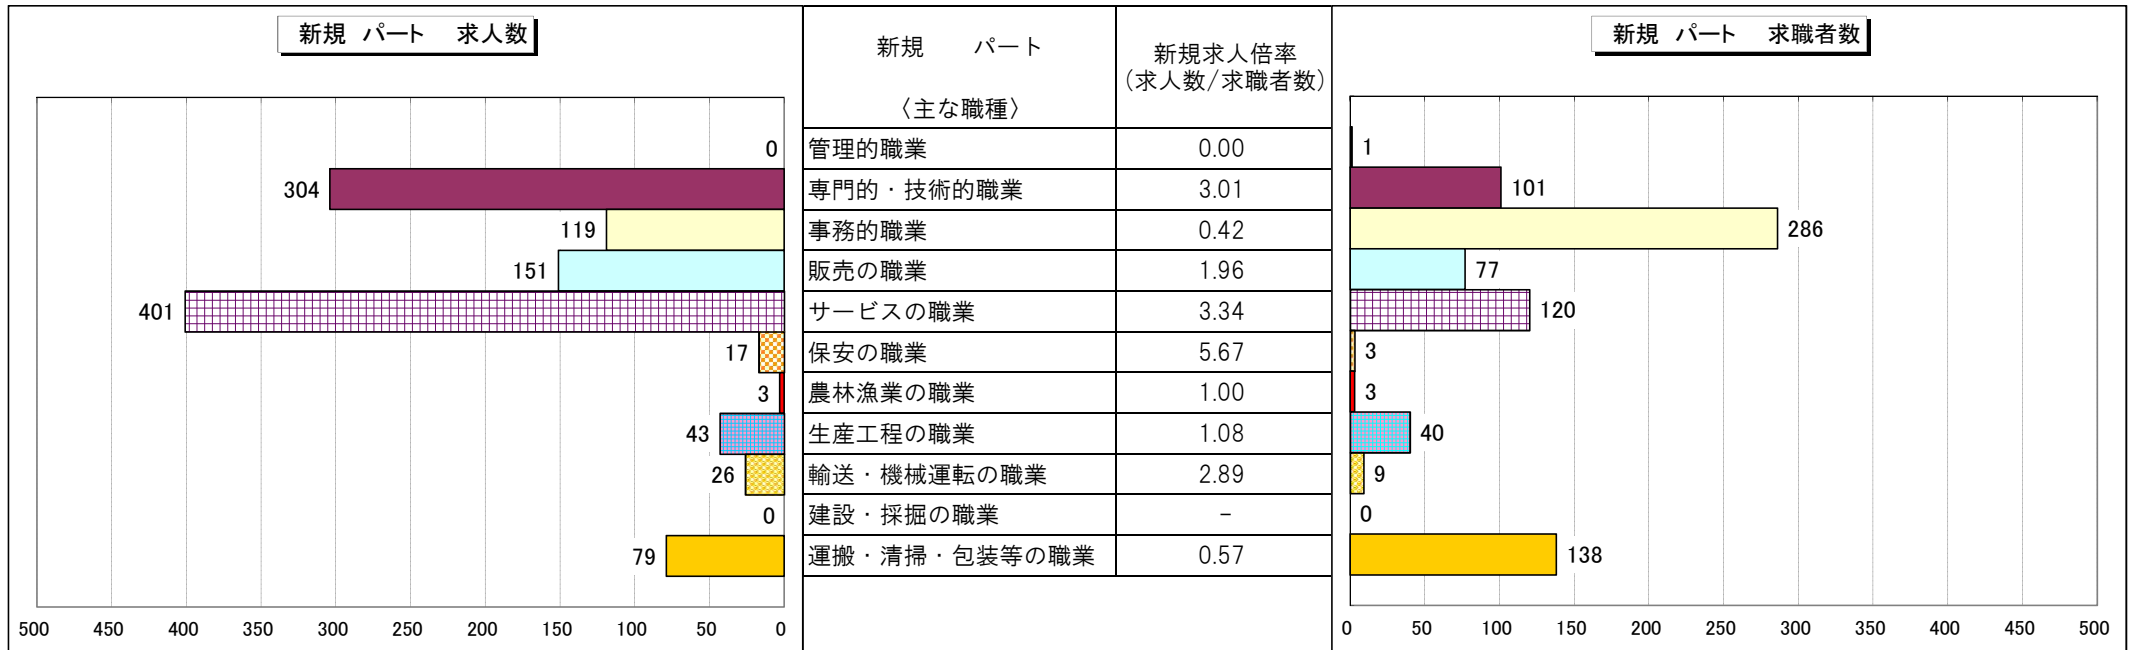 新規 パート 求人数
新規 パート
〈主な職種〉
新規求人倍率
(求人数/求職者数)
新規 パート 求職者数
0 管理的職業 0.00 1
304 専門的・技術的職業 3.01 101
119 事務的職業 0.42 286
151 販売の職業 1.96 77
401 サービスの職業 3.34 120
17 保安の職業 5.67 3
3 農林漁業の職業 1.00 3
43 生産工程の職業 1.08 40
26 輸送・機械運転の職業 2.89 9
0 建設・採掘の職業 - 0
79 運搬・清掃・包装等の職業 0.57 138
500 450 400 350 300 250 200 150 100 50 0
0 50 100 150 200 250 300 350 400 450 500